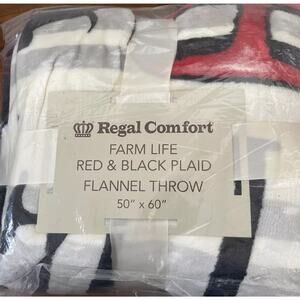 Regal Comfort
FARM LIFE
RED & BLACK PLAID
FLANNEL THROW
50" x 60"